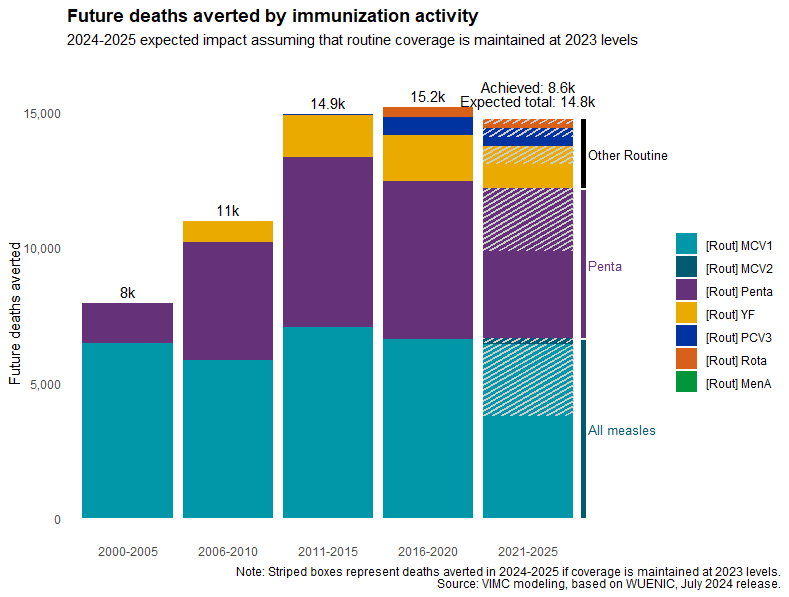 Future deaths averted by immunization activity
2024-2025 expected impact assuming that routine coverage is maintained at 2023 levels
Achieved: 8.6k
Expected total: 14.8k
15.2k
14.9k
11k
8k
15,000
10,000
5,000
0
Future deaths averted
Other Routine
Penta
All measles
[Rout] MCV1
[Rout] MCV2
[Rout] Penta
[Rout] YF
[Rout] PCV3
[Rout] Rota
[Rout] MenA
2000-2005
2006-2010
2011-2015
2016-2020
2021-2025
Note: Striped boxes represent deaths averted in 2024-2025 if coverage is maintained at 2023 levels.
Source: VIMC modeling, based on WUENIC, July 2024 release.